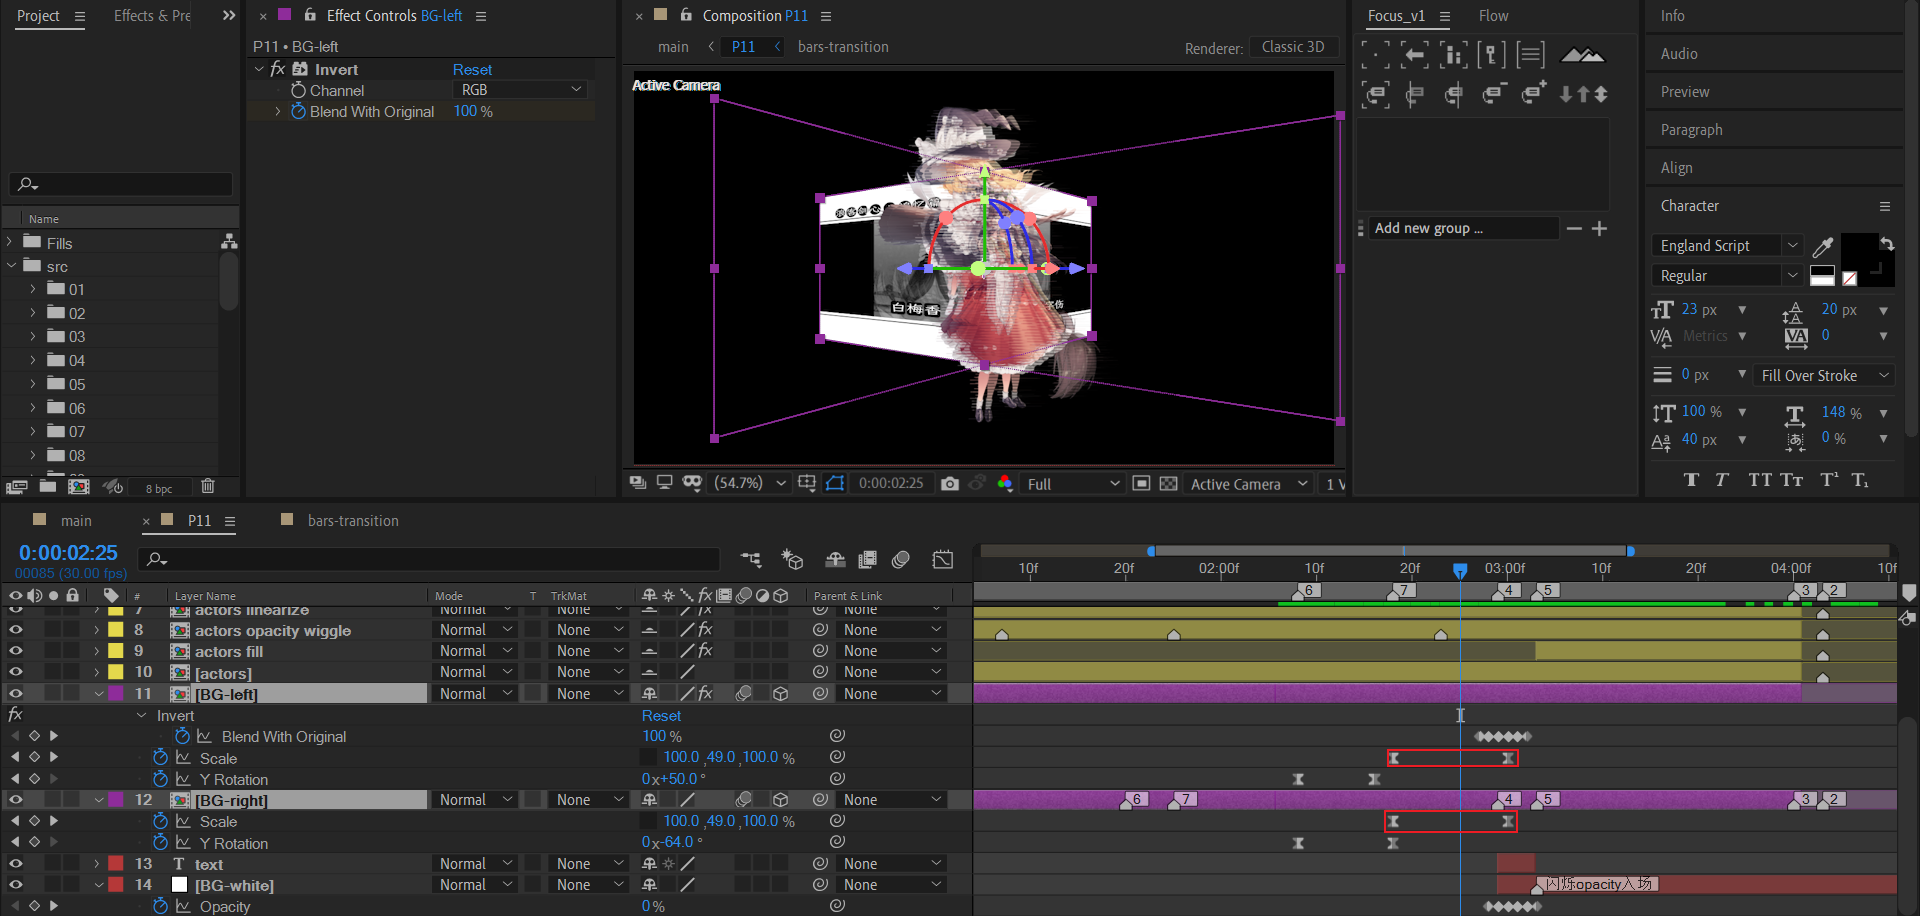 Project
Effects & Pre
Effect Controls BG-left
Composition P11
Focus_v1
Flow
Info
P11 • BG-left
main
P11
bars-transition
Renderer:
Classic 3D
Audio
fx
Invert
Reset
Channel
RGB
Blend With Original
100 %
Active Camera
Preview
Paragraph
Align
Character
England Script
Regular
23 px
20 px
Metrics
0
0 px
Fill Over Stroke
100 %
148 %
40 px
0 %
Add new group ...
Name
Fills
src
01
02
03
04
05
06
07
08
8 bpc
白梅香
(54.7%)
0:00:02:25
Full
Active Camera
1 V
main
P11
bars-transition
0:00:02:25
00085 (30.00 fps)
10f
20f
02:00f
10f
20f
03:00f
10f
20f
04:00f
10f
#
Layer Name
Mode
T
TrkMat
Parent & Link
6
7
4
5
3
2
7
actors linearize
Normal
None
None
8
actors opacity wiggle
Normal
None
None
9
actors fill
Normal
None
None
10
[actors]
Normal
None
None
11
[BG-left]
Normal
None
None
Invert
Reset
Blend With Original
100 %
Scale
100.0 ,49.0 ,100.0 %
Y Rotation
0x+50.0 °
12
[BG-right]
Normal
None
None
6
7
4
5
3
2
Scale
100.0 ,49.0 ,100.0 %
Y Rotation
0x-64.0 °
13
T
text
Normal
None
None
14
[BG-white]
Normal
None
None
闪烁opacity入场
Opacity
0 %